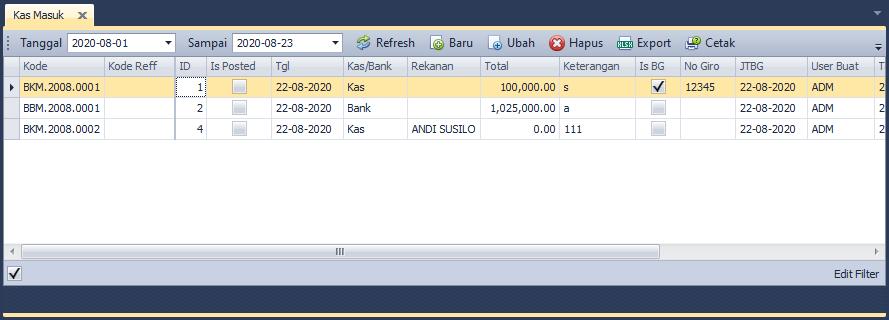 Kas Masuk
Tanggal 2020-08-01 Sampai 2020-08-23 Refresh Baru Ubah Hapus XLSX Export Cetak
Kode Kode Reff ID Is Posted Tgl Kas/Bank Rekanan Total Keterangan Is BG No Giro JTBG User Buat T
BKM.2008.0001 1 22-08-2020 Kas 100,000.00 s 12345 22-08-2020 ADM 2
BBM.2008.0001 2 22-08-2020 Bank 1,025,000.00 a 22-08-2020 ADM 2
BKM.2008.0002 4 22-08-2020 Kas ANDI SUSILO 0.00 111 22-08-2020 ADM 2
Edit Filter